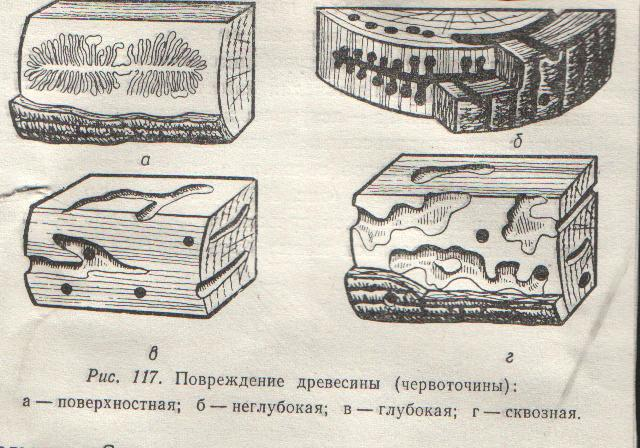 а
б
в
г
Рис. 117. Повреждение древесины (червоточины):
а — поверхностная; б — неглубокая; в — глубокая; г — сквозная.